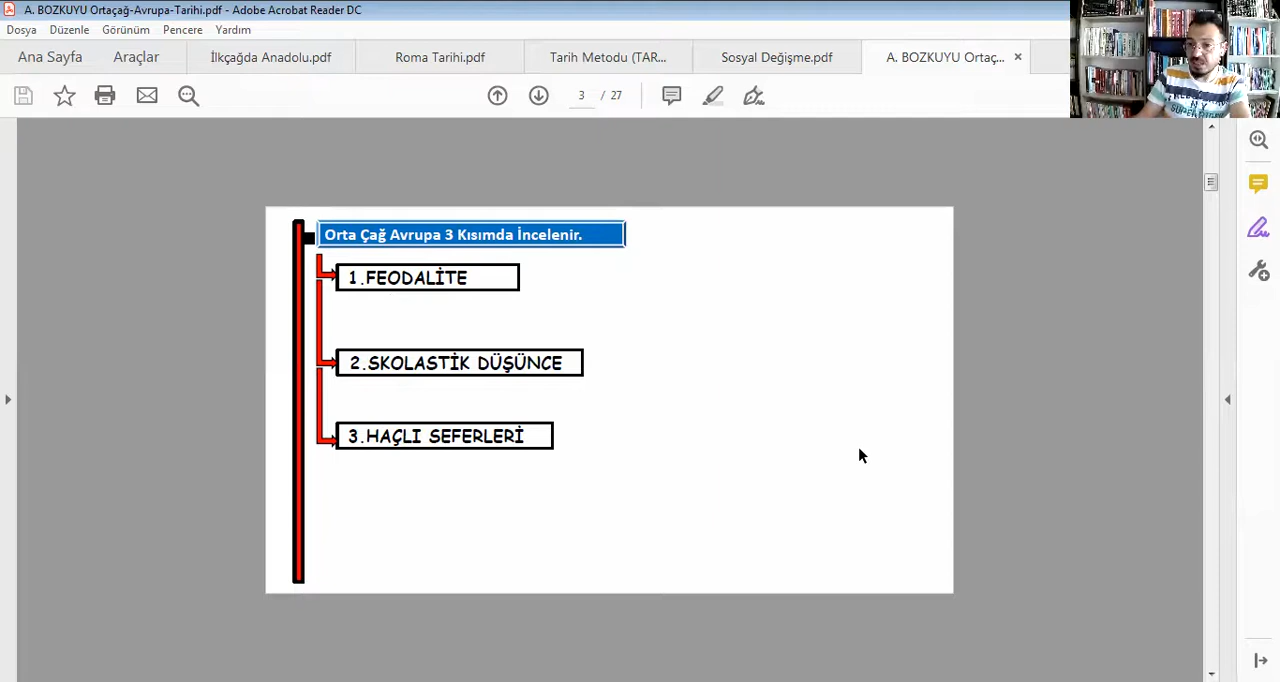 A. BOZKUYU Ortaçağ-Avrupa-Tarihi.pdf - Adobe Acrobat Reader DC
Dosya Düzenle Görünüm Pencere Yardım
Ana Sayfa Araçlar İlkçağda Anadolu.pdf Roma Tarihi.pdf Tarih Metodu (TAR... Sosyal Değişme.pdf A. BOZKUYU Ortaç... ×
3 / 27
Orta Çağ Avrupa 3 Kısımda İncelenir.
1.FEODALİTE
2.SKOLASTİK DÜŞÜNCE
3.HAÇLI SEFERLERİ